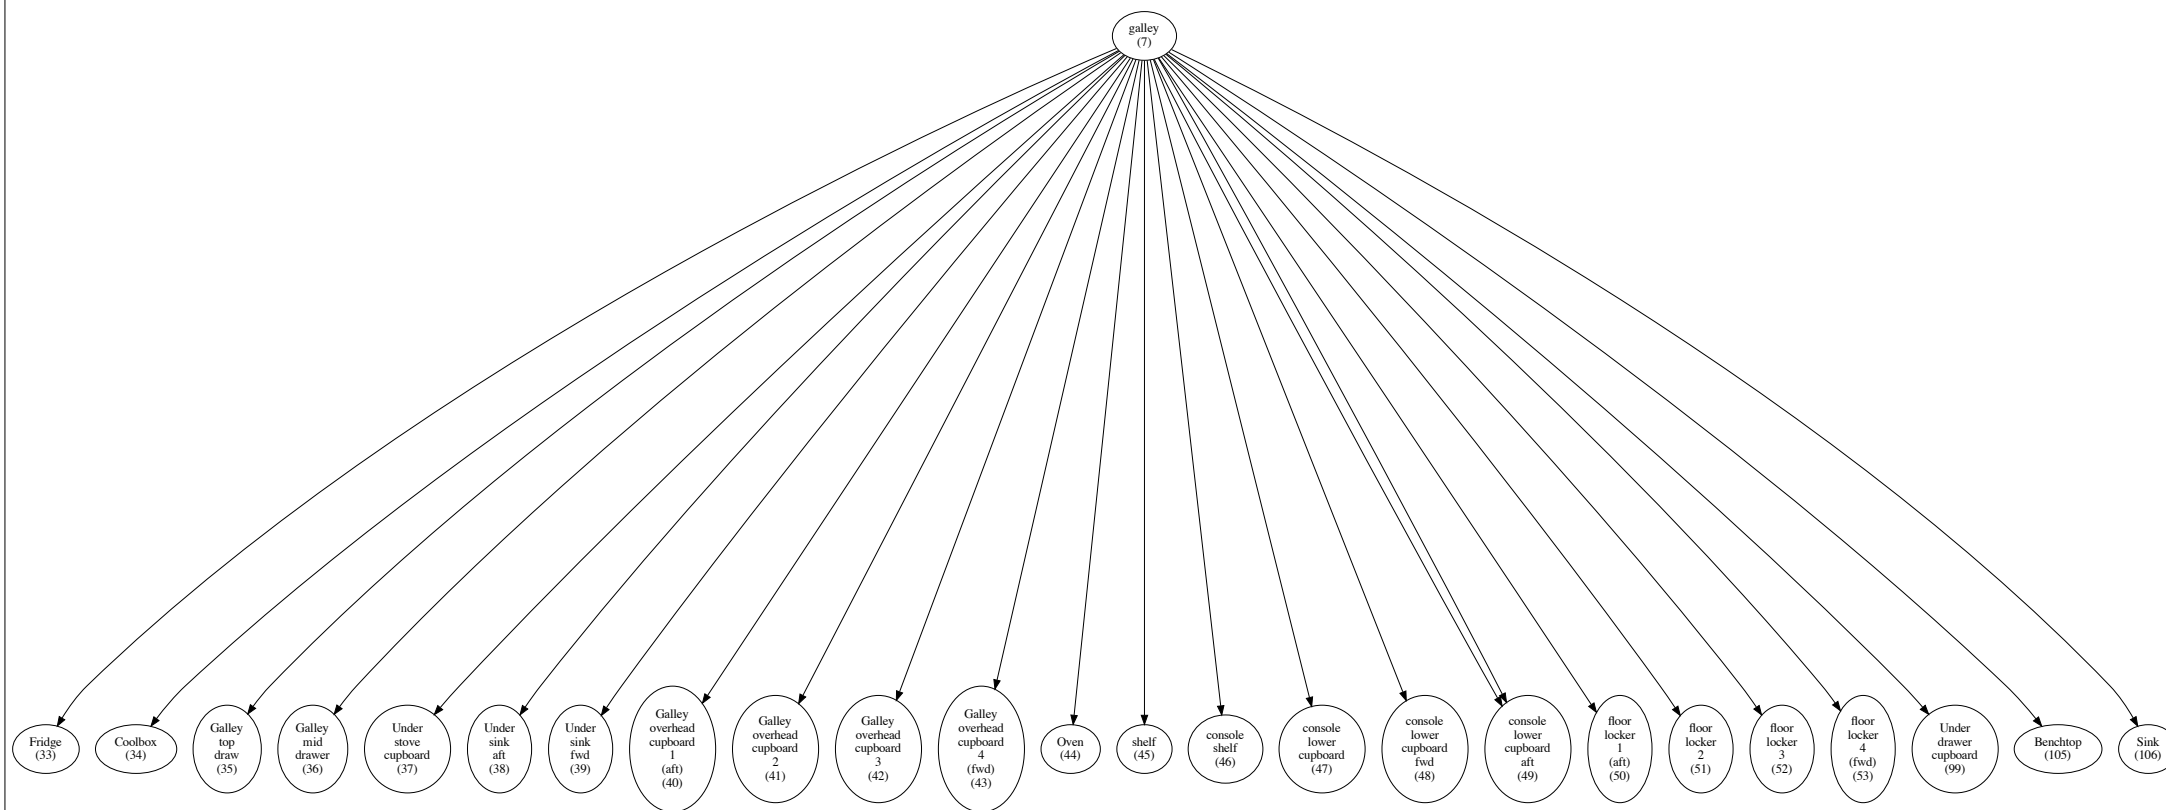 galley
(7)
Fridge
(33)
Coolbox
(34)
Galley
top
draw
(35)
Galley
mid
drawer
(36)
Under
stove
cupboard
(37)
Under
sink
aft
(38)
Under
sink
fwd
(39)
Galley
overhead
cupboard
1
(aft)
(40)
Galley
overhead
cupboard
2
(41)
Galley
overhead
cupboard
3
(42)
Galley
overhead
cupboard
4
(fwd)
(43)
Oven
(44)
shelf
(45)
console
shelf
(46)
console
lower
cupboard
(47)
console
lower
cupboard
fwd
(48)
console
lower
cupboard
aft
(49)
floor
locker
1
(aft)
(50)
floor
locker
2
(51)
floor
locker
3
(52)
floor
locker
4
(fwd)
(53)
Under
drawer
cupboard
(99)
Benchtop
(105)
Sink
(106)